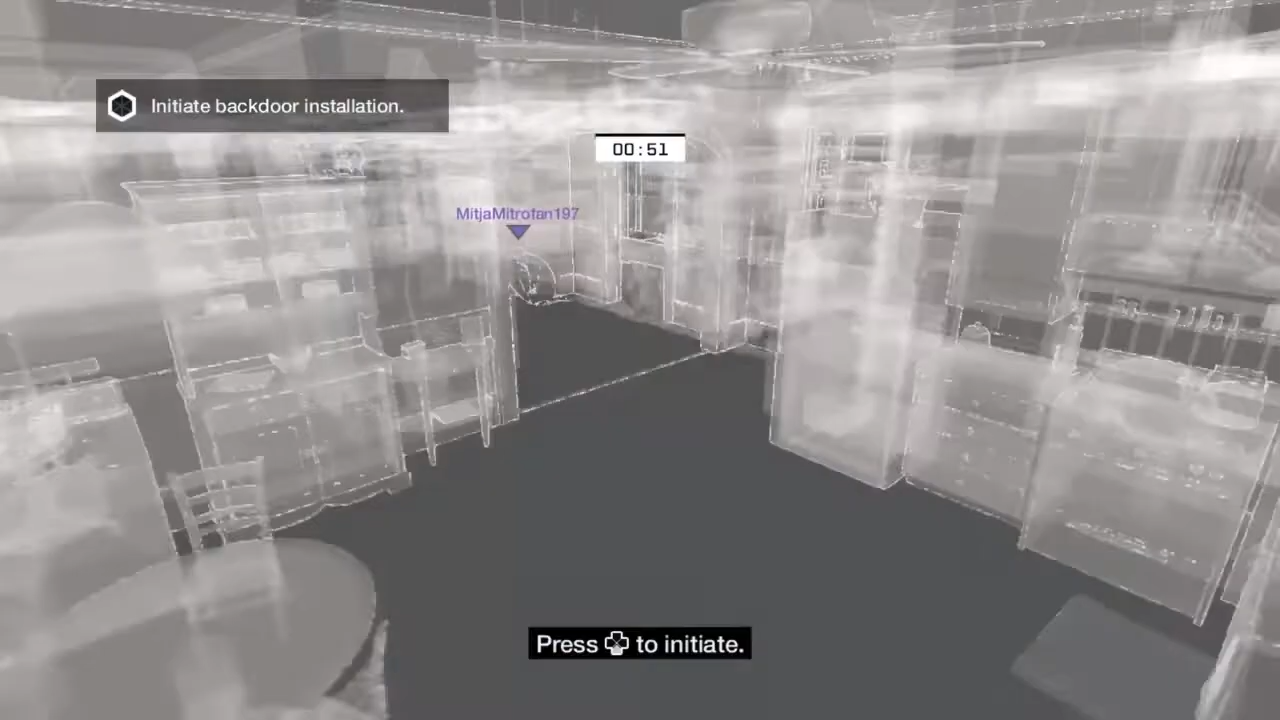 Initiate backdoor installation.
00:51
MitjaMitrofan197
Press to initiate.